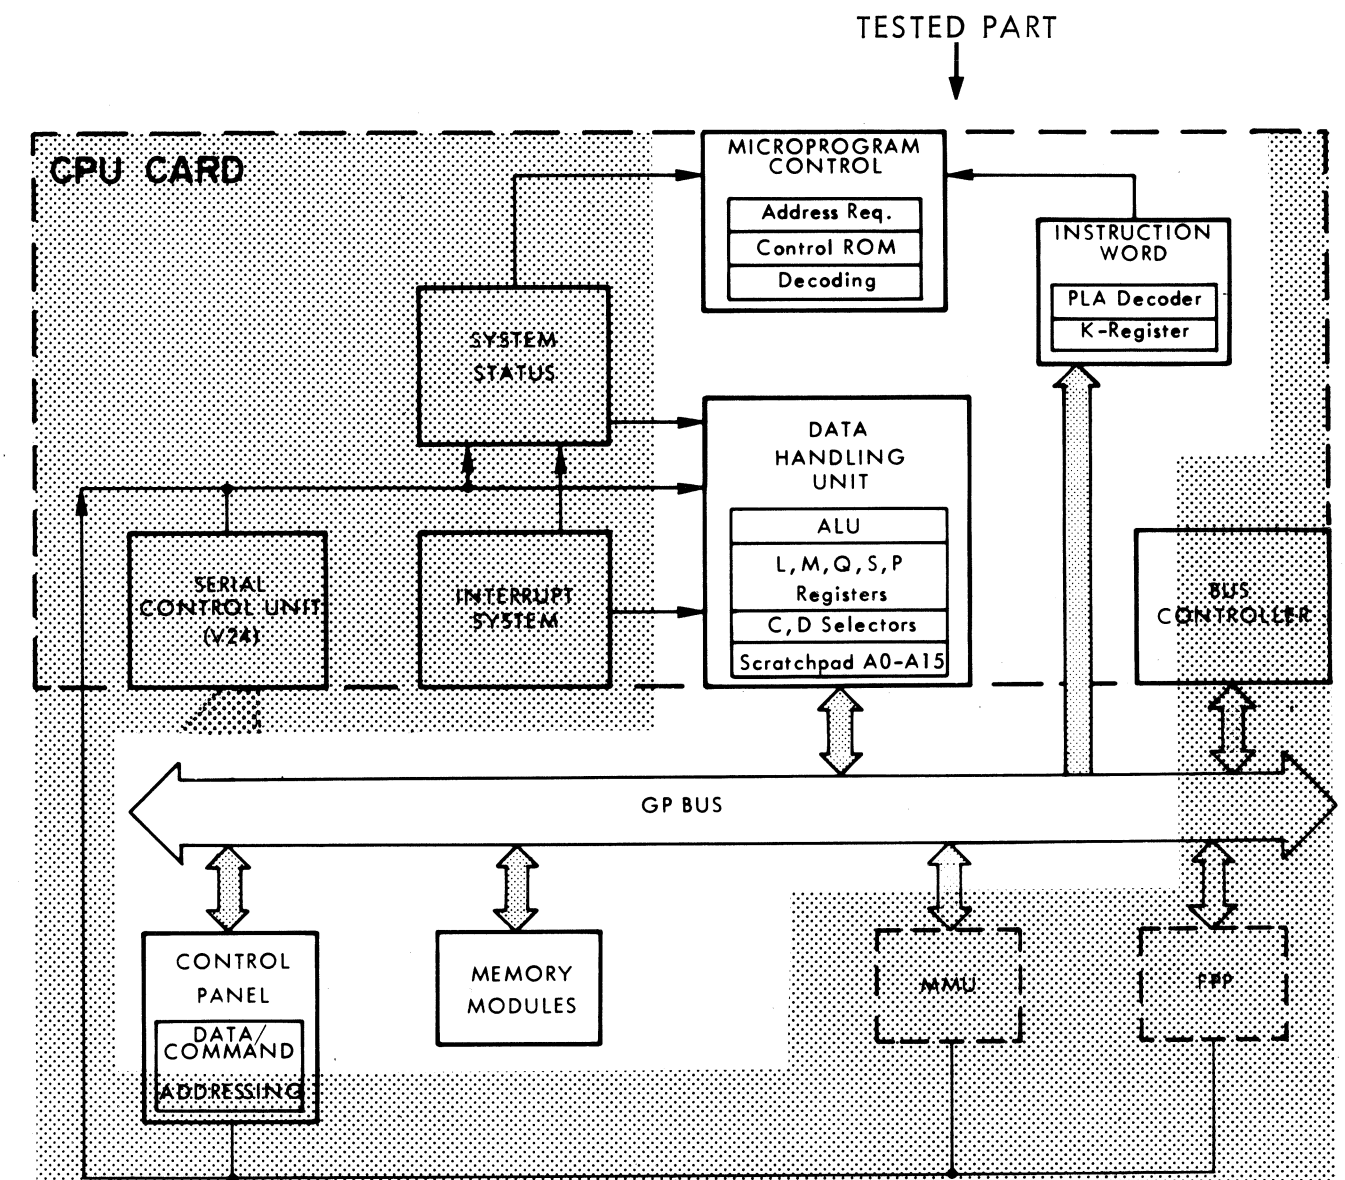 TESTED PART
CPU CARD
MICROPROGRAM
CONTROL
Address Req.
Control ROM
Decoding
INSTRUCTION
WORD
PLA Decoder
K-Register
SYSTEM
STATUS
DATA
HANDLING
UNIT
ALU
L, M, Q, S, P
Registers
C, D Selectors
Scratchpad A0-A15
SERIAL
CONTROL UNIT
(V24)
INTERRUPT
SYSTEM
BUS
CONTROLLER
GP BUS
CONTROL
PANEL
DATA/
COMMAND
ADDRESSING
MEMORY
MODULES
MMU
FPP